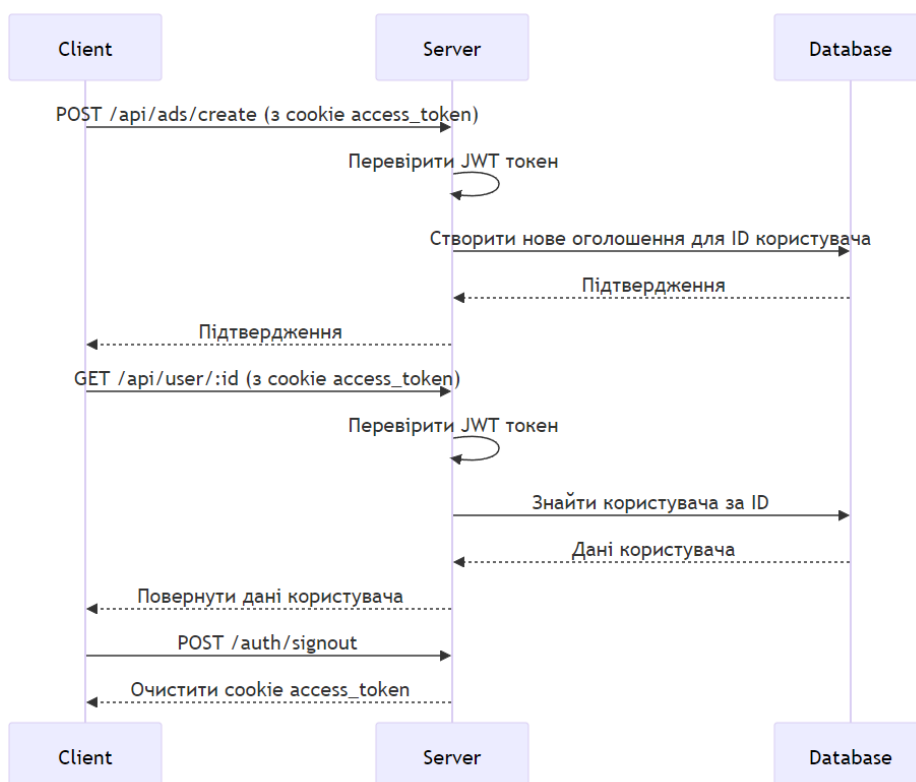 Client Server Database
POST /api/ads/create (з cookie access_token)
Перевірити JWT токен
Створити нове оголошення для ID користувача
Підтвердження
Підтвердження
GET /api/user/:id (з cookie access_token)
Перевірити JWT токен
Знайти користувача за ID
Дані користувача
Повернути дані користувача
POST /auth/signout
Очистити cookie access_token
Client Server Database